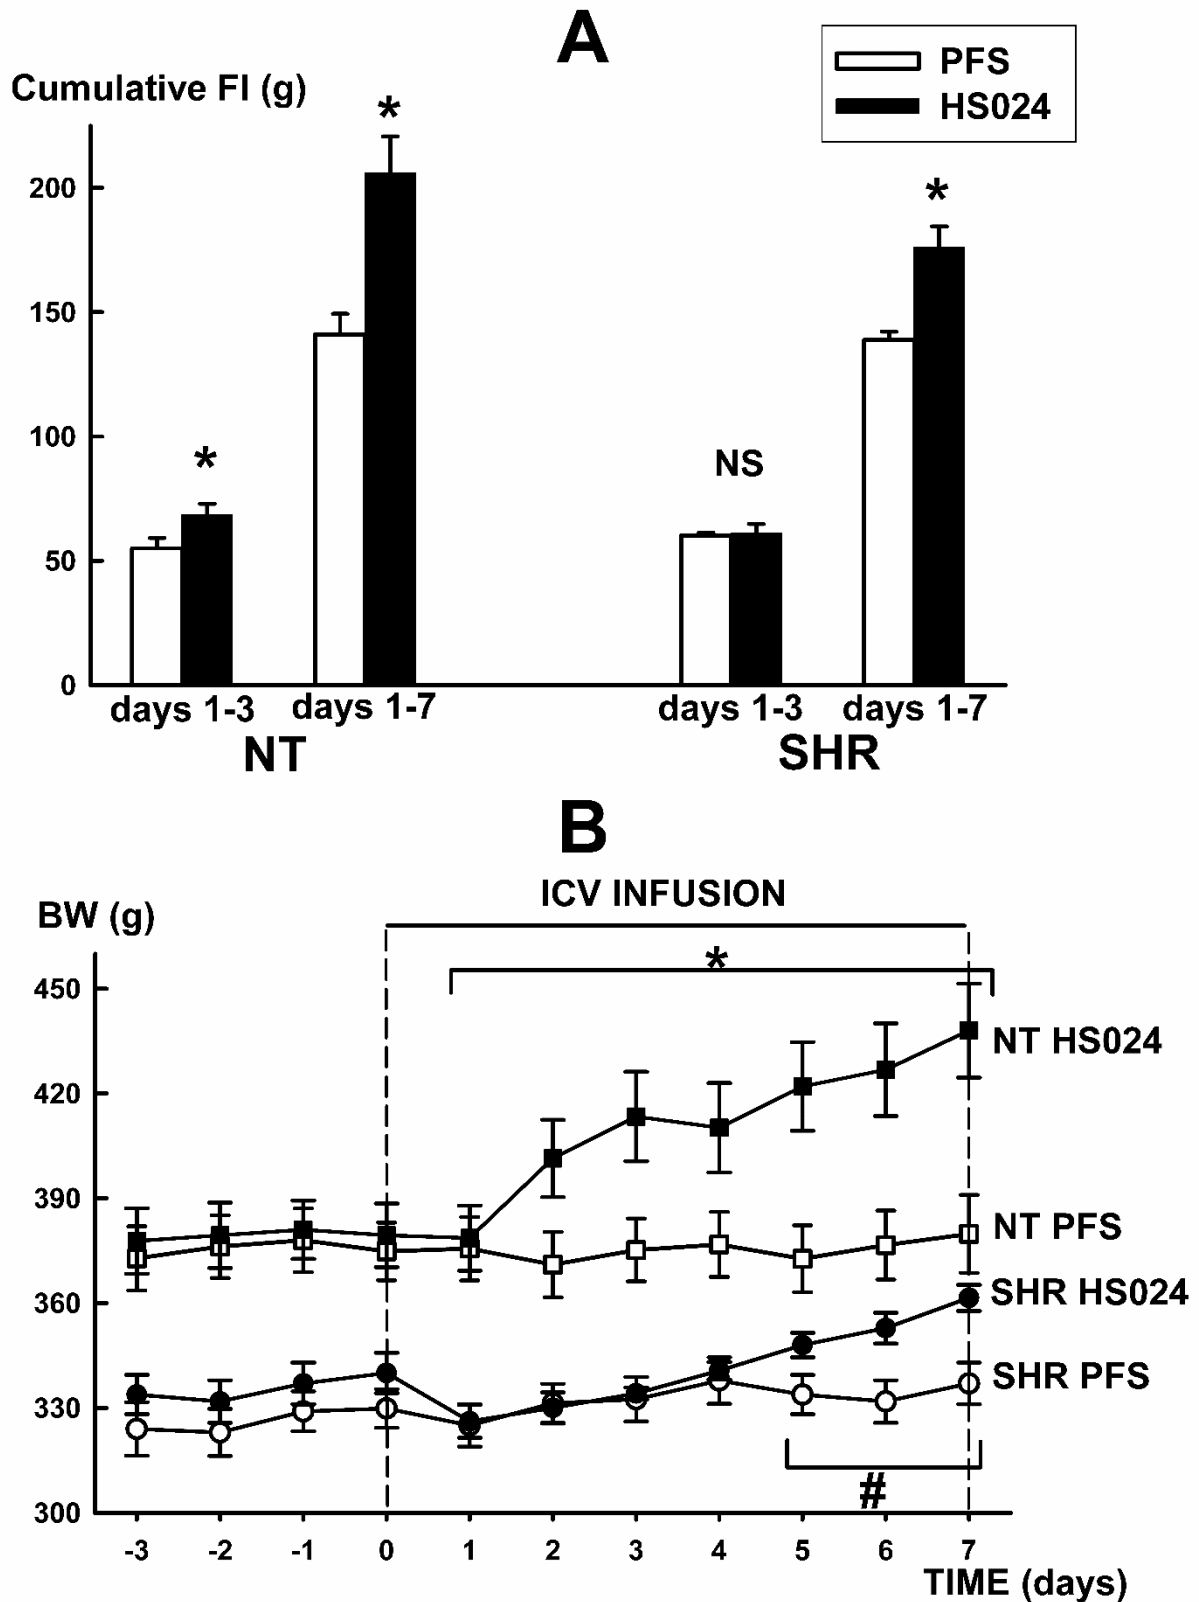 A
PFS
HS024
Cumulative FI (g)
*
*
*
NS
200
150
100
50
0
days 1-3 days 1-7 days 1-3 days 1-7
NT SHR
B
ICV INFUSION
BW (g)
*
450
420
390
360
330
300
NT HS024
NT PFS
SHR HS024
SHR PFS
#
-3 -2 -1 0 1 2 3 4 5 6 7
TIME (days)